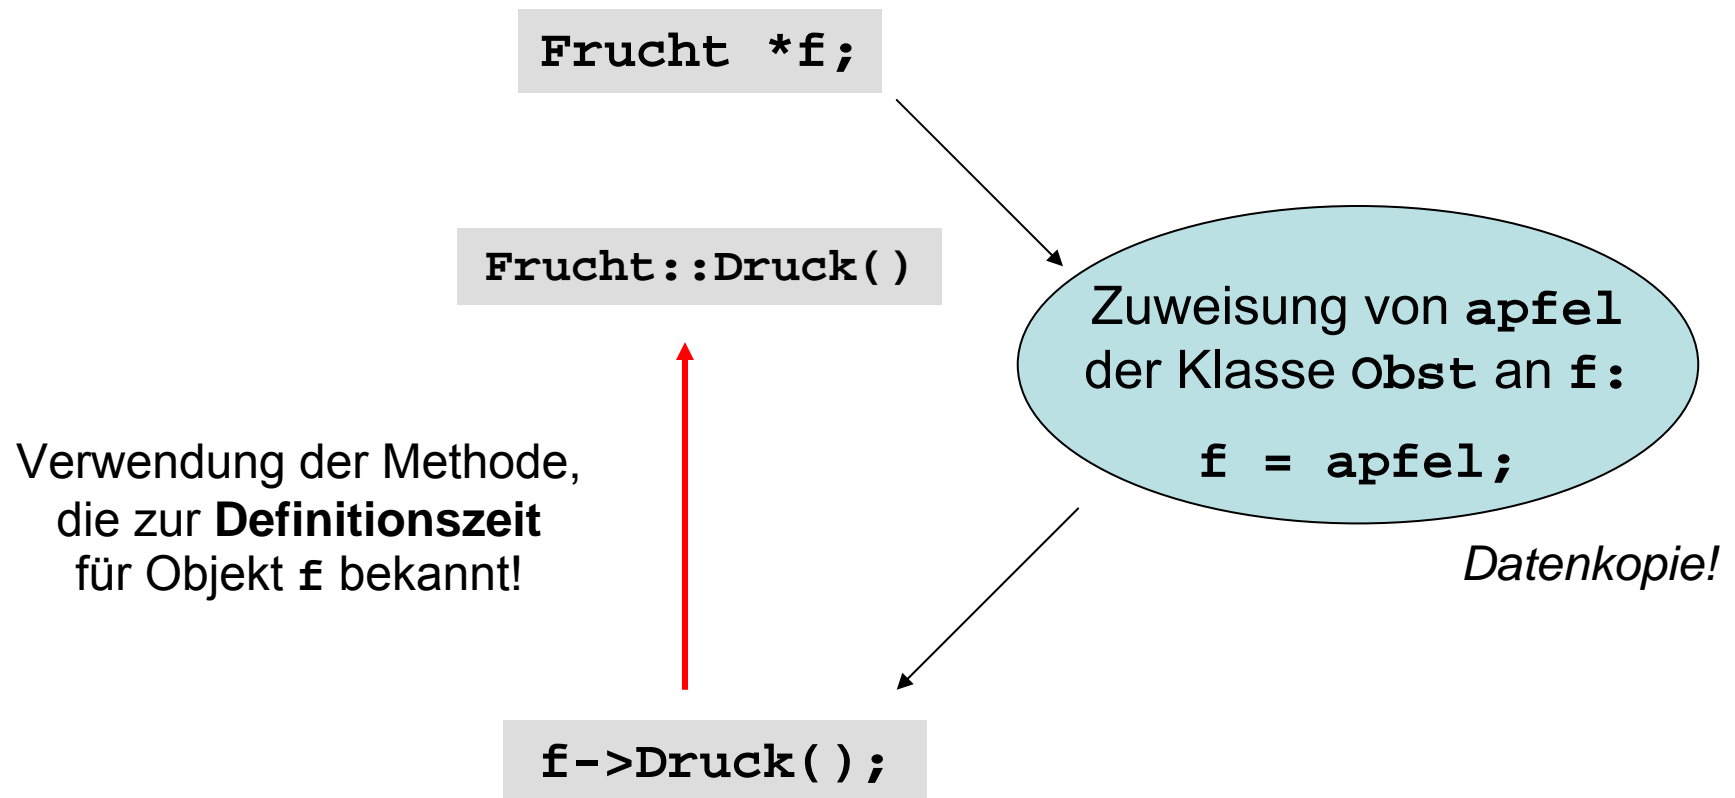 Frucht *f;
Frucht::Druck()
Zuweisung von apfel
der Klasse Obst an f:
f = apfel;
Verwendung der Methode,
die zur Definitionszeit
für Objekt f bekannt!
Datenkopie!
f->Druck();